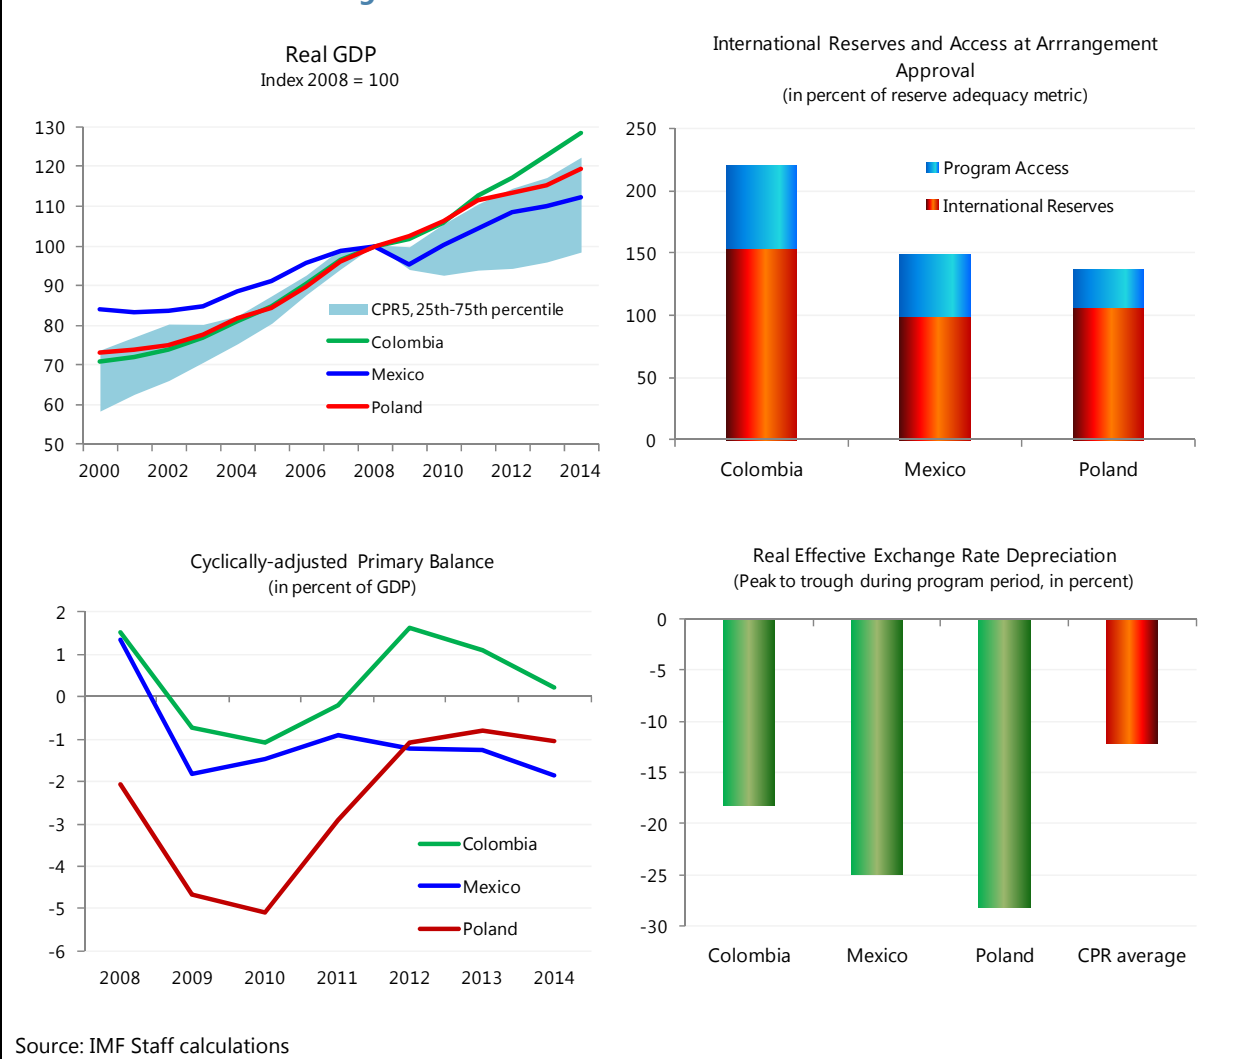 Real GDP
Index 2008 = 100
130
120
110
100
90
80
70
60
50
CPR5, 25th-75th percentile
Colombia
Mexico
Poland
2000 2002 2004 2006 2008 2010 2012 2014
International Reserves and Access at Arrrangement
Approval
(in percent of reserve adequacy metric)
250
200
150
100
50
0
Program Access
International Reserves
Colombia Mexico Poland
Cyclically-adjusted Primary Balance
(in percent of GDP)
2
1
0
-1
-2
-3
-4
-5
-6
Colombia
Mexico
Poland
2008 2009 2010 2011 2012 2013 2014
Real Effective Exchange Rate Depreciation
(Peak to trough during program period, in percent)
0
-5
-10
-15
-20
-25
-30
Colombia Mexico Poland CPR average
Source: IMF Staff calculations